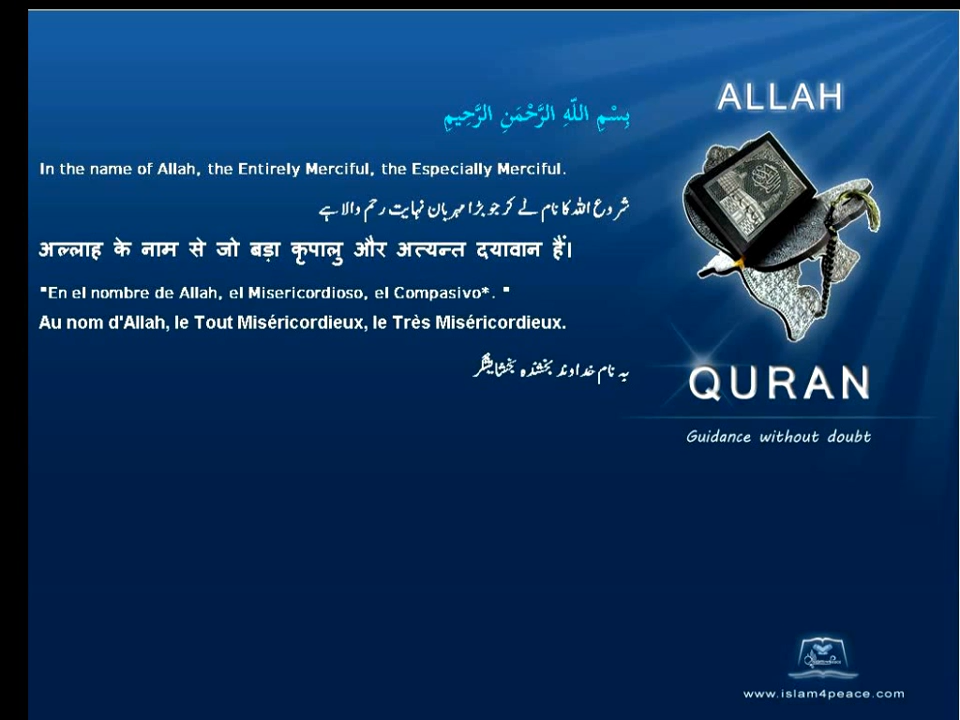 بِسْمِ اللّهِ الرَّحْمَنِ الرَّحِيمِ
In the name of Allah, the Entirely Merciful, the Especially Merciful.
شروع الله کا نام لے کر جو بڑا مہربان نہایت رحم والا ہے
अल्लाह के नाम से जो बड़ा कृपालु और अत्यन्त दयावान हैं।
"En el nombre de Allah, el Misericordioso, el Compasivo*. "
Au nom d'Allah, le Tout Miséricordieux, le Très Miséricordieux.
به نام خداوند بخشنده بخشایشگر
ALLAH
QURAN
Guidance without doubt
www.islam4peace.com